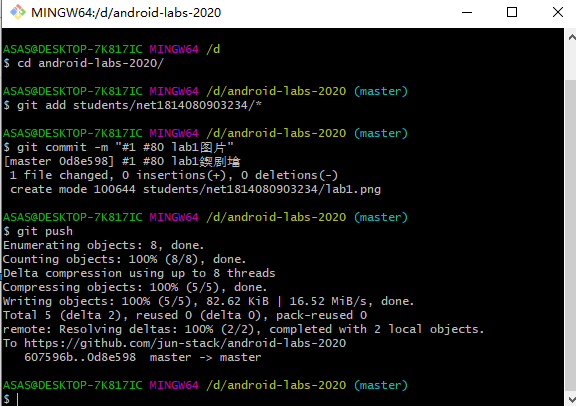 MINGW64:/d/android-labs-2020
ASAS@DESKTOP-7K817IC MINGW64 /d
$ cd android-labs-2020/
ASAS@DESKTOP-7K817IC MINGW64 /d/android-labs-2020 (master)
$ git add students/net1814080903234/*
ASAS@DESKTOP-7K817IC MINGW64 /d/android-labs-2020 (master)
$ git commit -m "#1 #80 lab1图片"
[master 0d8e598] #1 #80 lab1鍥剧墖
 1 file changed, 0 insertions(+), 0 deletions(-)
 create mode 100644 students/net1814080903234/lab1.png
ASAS@DESKTOP-7K817IC MINGW64 /d/android-labs-2020 (master)
$ git push
Enumerating objects: 8, done.
Counting objects: 100% (8/8), done.
Delta compression using up to 8 threads
Compressing objects: 100% (5/5), done.
Writing objects: 100% (5/5), 82.62 KiB | 16.52 MiB/s, done.
Total 5 (delta 2), reused 0 (delta 0), pack-reused 0
remote: Resolving deltas: 100% (2/2), completed with 2 local objects.
To https://github.com/jun-stack/android-labs-2020
   607596b..0d8e598  master -> master
ASAS@DESKTOP-7K817IC MINGW64 /d/android-labs-2020 (master)
$